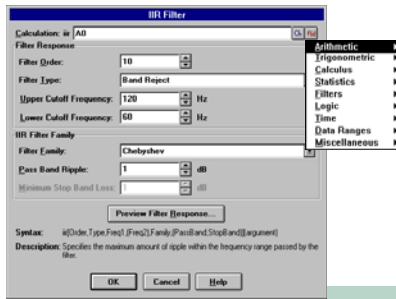 IIR Filter
Calculation: iir A0
Filter Response
Filter Order: 10
Filter Type: Band Reject
Upper Cutoff Frequency: 120 Hz
Lower Cutoff Frequency: 60 Hz
IIR Filter Family
Filter Family: Chebyshev
Pass Band Ripple: 1 dB
Minimum Stop Band Loss: 1 dB
Preview Filter Response...
Syntax: iir(Order,Type,Freq1,(Freq2),Family,(PassBand,StopBand))(argument)
Description: Specifies the maximum amount of ripple within the frequency range passed by the
filter.
OK Cancel Help
Arithmetic
Trigonometric
Calculus
Statistics
Filters
Logic
Time
Data Ranges
Miscellaneous